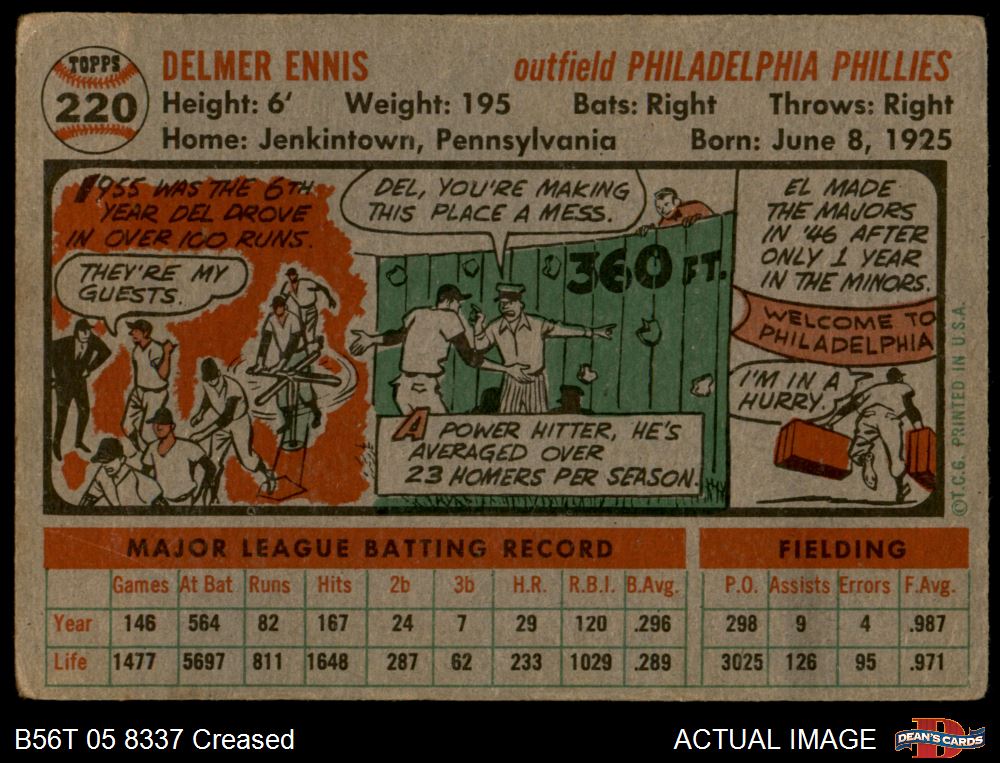 TOPPS
220
DELMER ENNIS
outfield PHILADELPHIA PHILLIES
Height: 6' Weight: 195 Bats: Right Throws: Right
Home: Jenkintown, Pennsylvania Born: June 8, 1925
1955 WAS THE 6TH
YEAR DEL DROVE
IN OVER 100 RUNS.
THEY'RE MY
GUESTS.
DEL, YOU'RE MAKING
THIS PLACE A MESS.
360 FT.
A POWER HITTER, HE'S
AVERAGED OVER
23 HOMERS PER SEASON.
EL MADE
THE MAJORS
IN '46 AFTER
ONLY 1 YEAR
IN THE MINORS.
WELCOME TO
PHILADELPHIA
I'M IN A
HURRY.
©T.C.G. PRINTED IN U.S.A.
MAJOR LEAGUE BATTING RECORD FIELDING
Games At Bat Runs Hits 2b 3b H.R. R.B.I. B.Avg. P.O. Assists Errors F.Avg.
Year 146 564 82 167 24 7 29 120 .296 298 9 4 .987
Life 1477 5697 811 1648 287 62 233 1029 .289 3025 126 95 .971
B56T 05 8337 Creased ACTUAL IMAGE
D
DEAN'S CARDS